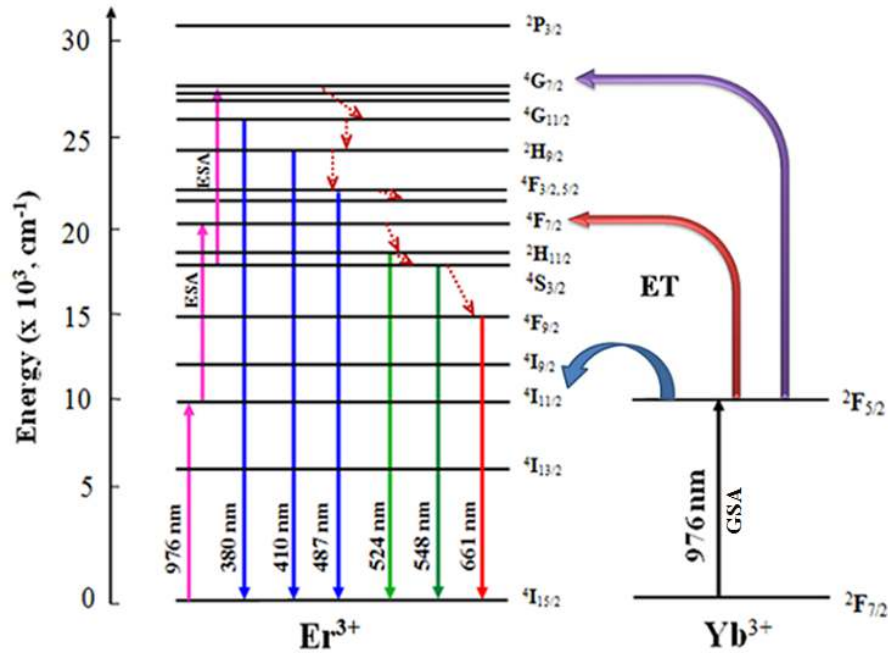 Energy (x 10³, cm⁻¹)
30
25
20
15
10
5
0
²P₃/₂
⁴G₇/₂
⁴G₁₁/₂
²H₉/₂
⁴F₃/₂, ₅/₂
⁴F₇/₂
²H₁₁/₂
⁴S₃/₂
⁴F₉/₂
⁴I₉/₂
⁴I₁₁/₂
⁴I₁₃/₂
⁴I₁₅/₂
ESA
ESA
976 nm
380 nm
410 nm
487 nm
524 nm
548 nm
661 nm
Er³⁺
ET
²F₅/₂
976 nm
GSA
²F₇/₂
Yb³⁺